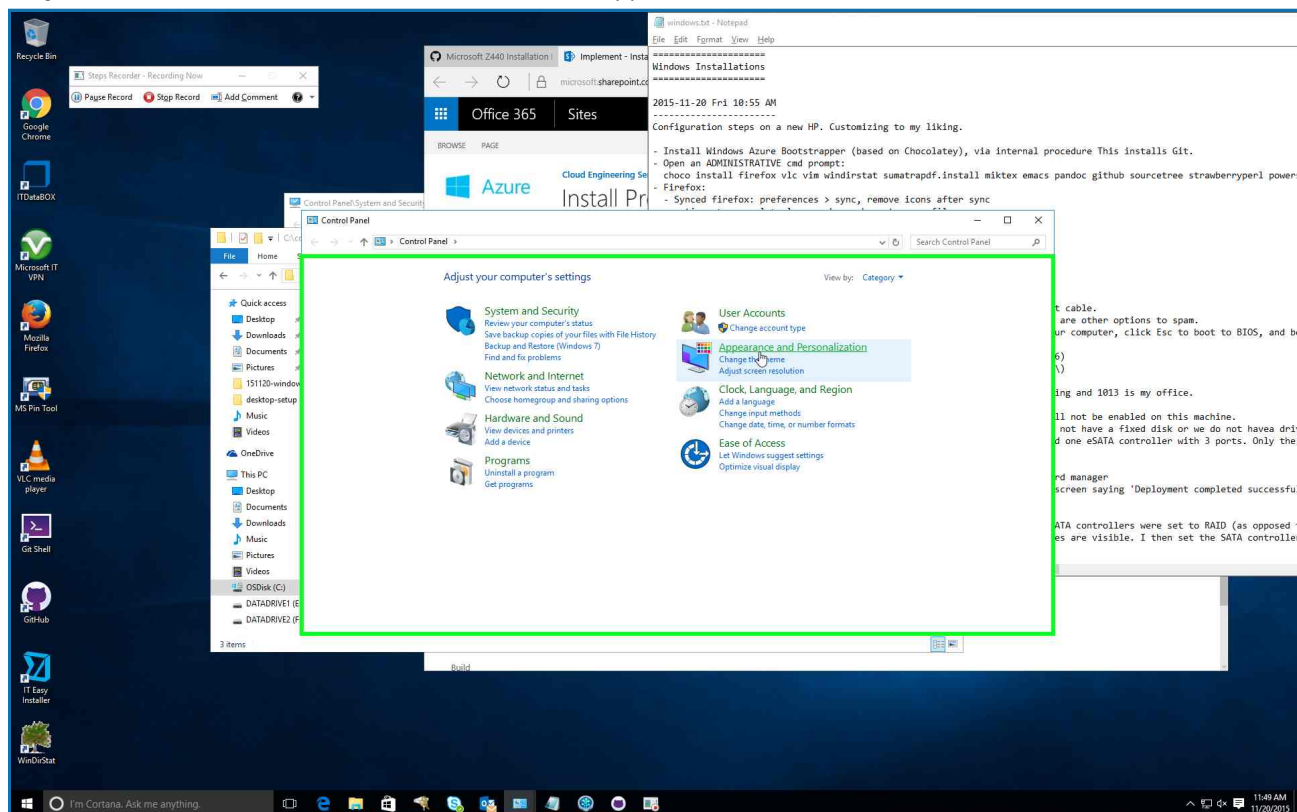 Recycle Bin
Google
Chrome
ITDataBOX
Microsoft IT
VPN
Mozilla
Firefox
MS Pin Tool
VLC media
player
Git Shell
GitHub
IT Easy
Installer
WinDirStat
Steps Recorder - Recording Now
Pause Record Stop Record Add Comment
Microsoft Z440 Installation Implement - Insta
microsoft.sharepoint.co
Office 365 Sites
BROWSE PAGE
Cloud Engineering Se
Azure
Install Pr
Build
windows.txt - Notepad
File Edit Format View Help
=====================
Windows Installations
=====================
2015-11-20 Fri 10:55 AM
-----------------------
Configuration steps on a new HP. Customizing to my liking.
- Install Windows Azure Bootstrapper (based on Chocolatey), via internal procedure This installs Git.
- Open an ADMINISTRATIVE cmd prompt:
choco install firefox vlc vim windirstat sumatrapdf.install miktex emacs pandoc github sourcetree strawberryperl powers
- Firefox:
- Synced firefox: preferences > sync, remove icons after sync
t cable.
are other options to spam.
ur computer, click Esc to boot to BIOS, and b
6)
\)
ing and 1013 is my office.
ll not be enabled on this machine.
not have a fixed disk or we do not havea dri
d one eSATA controller with 3 ports. Only the
rd manager
screen saying 'Deployment completed successfu
ATA controllers were set to RAID (as opposed
es are visible. I then set the SATA controlle
Control Panel\System and Securit
File Home
Quick access
Desktop
Downloads
Documents
Pictures
151120-window
desktop-setup
Music
Videos
OneDrive
This PC
Desktop
Documents
Downloads
Music
Pictures
Videos
OSDisk (C:)
DATADRIVE1 (E
DATADRIVE2 (F
3 items
Control Panel
Control Panel
Search Control Panel
Adjust your computer's settings
View by: Category
System and Security
Review your computer's status
Save backup copies of your files with File History
Backup and Restore (Windows 7)
Find and fix problems
Network and Internet
View network status and tasks
Choose homegroup and sharing options
Hardware and Sound
View devices and printers
Add a device
Programs
Uninstall a program
Get programs
User Accounts
Change account type
Appearance and Personalization
Change the theme
Adjust screen resolution
Clock, Language, and Region
Add a language
Change input methods
Change date, time, or number formats
Ease of Access
Let Windows suggest settings
Optimize visual display
I'm Cortana. Ask me anything.
11:49 AM
11/20/2015